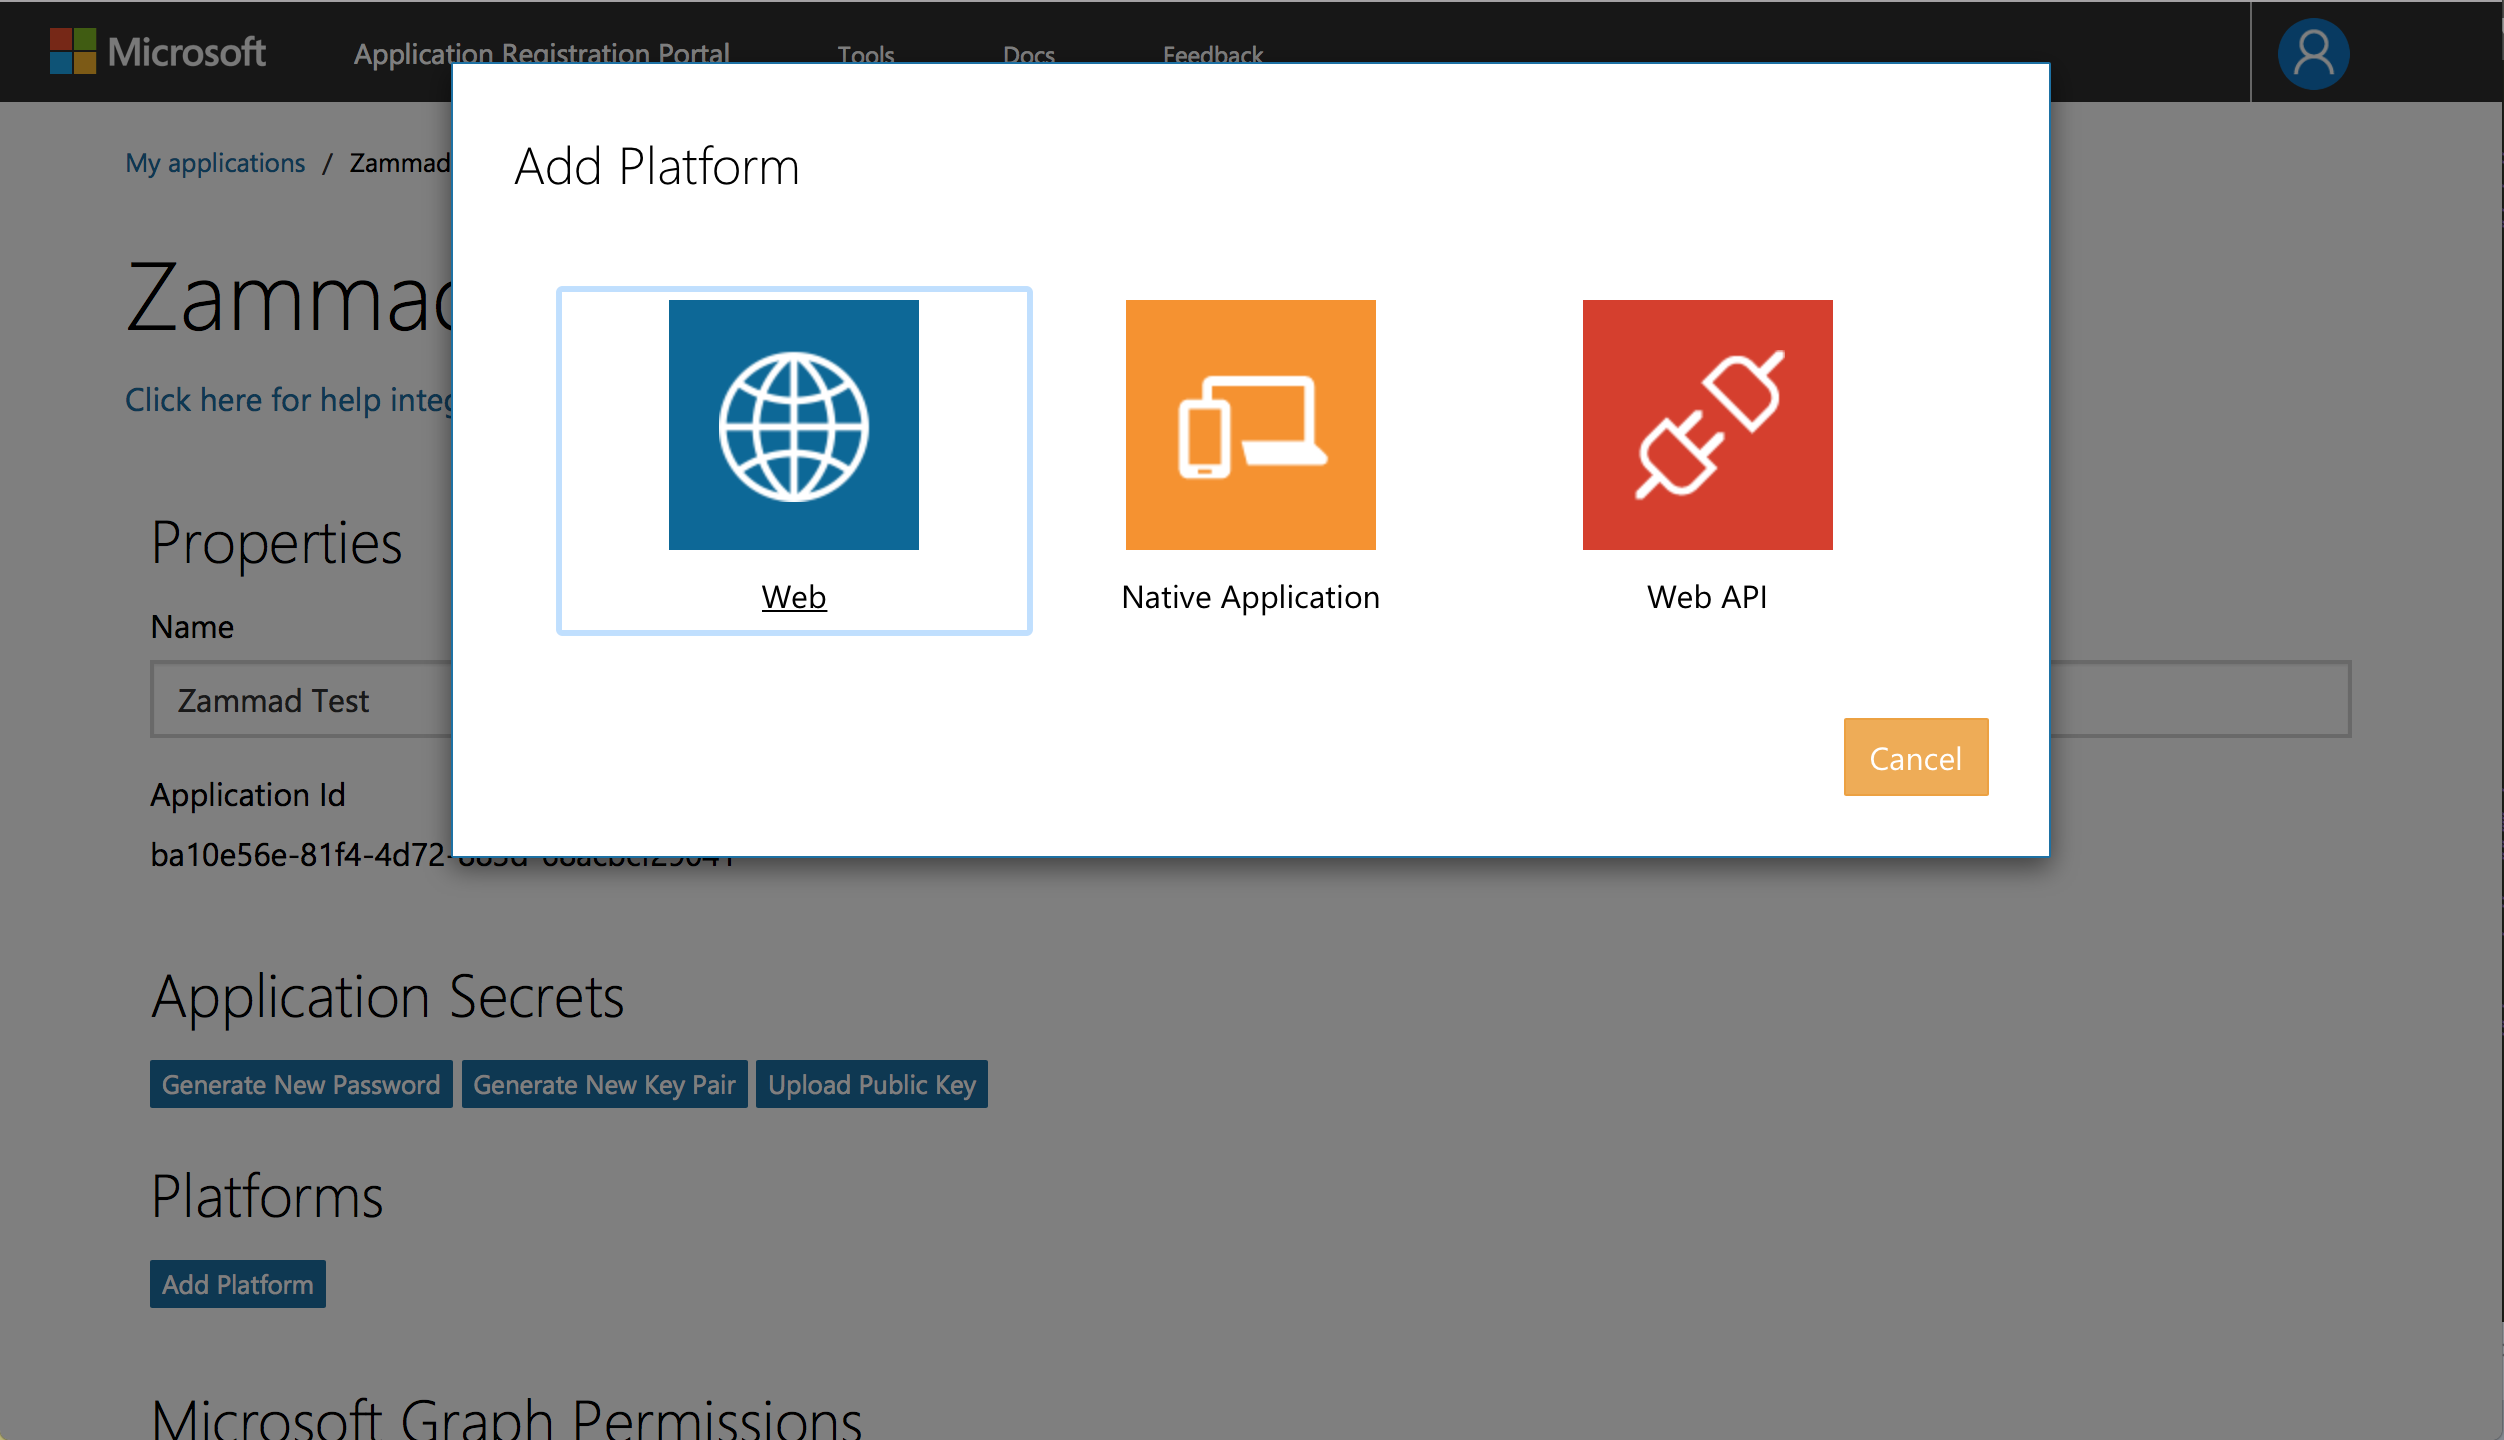 Microsoft
Application Registration Portal
Tools
Docs
Feedback
My applications / Zammad
Add Platform
Zammad
Click here for help
Web
Native Application
Web API
Properties
Name
Zammad Test
Cancel
Application Id
ba10e56e-81f4-4d72-
Application Secrets
Generate New Password
Generate New Key Pair
Upload Public Key
Platforms
Add Platform
Microsoft Graph Permissions